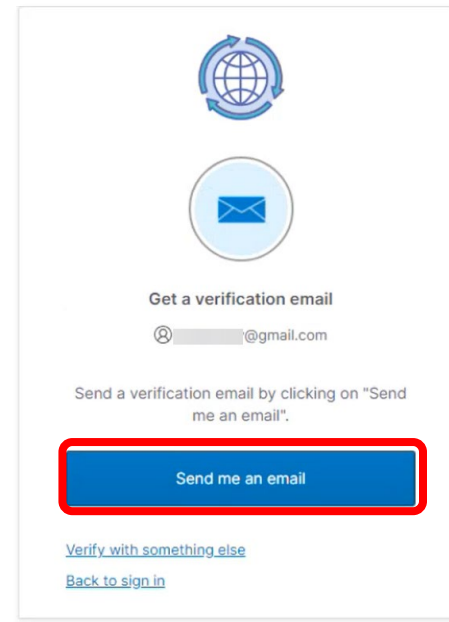 Get a verification email
@gmail.com
Send a verification email by clicking on "Send
me an email".
Send me an email
Verify with something else
Back to sign in